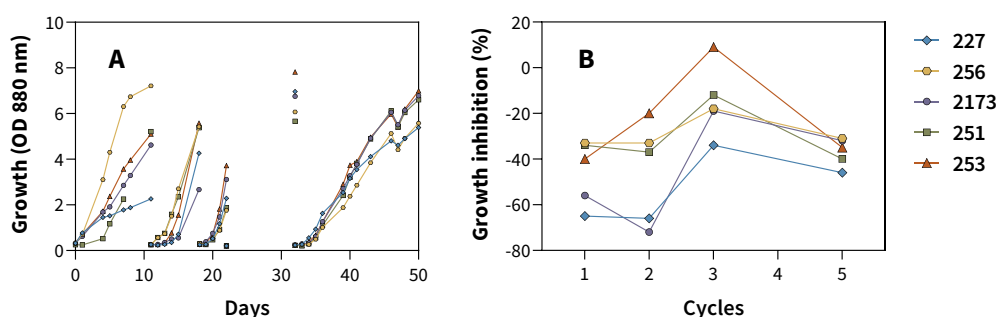 A
Growth (OD 880 nm)
10
8
6
4
2
0
0 10 20 30 40 50
Days
B
Growth inhibition (%)
20
0
-20
-40
-60
-80
1 2 3 4 5
Cycles
227
256
2173
251
253